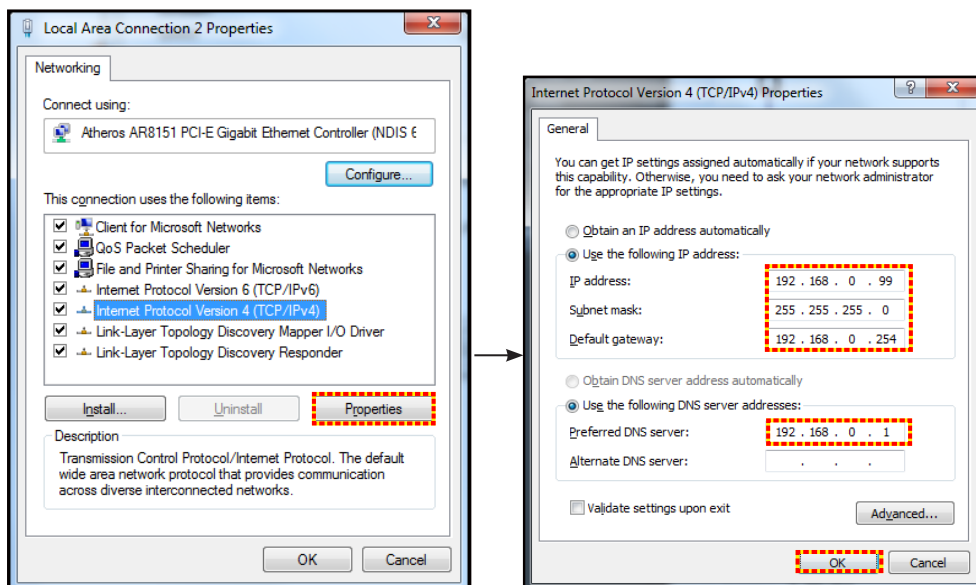 Local Area Connection 2 Properties
Networking
Connect using:
Atheros AR8151 PCI-E Gigabit Ethernet Controller (NDIS 6
Configure...
This connection uses the following items:
Client for Microsoft Networks
QoS Packet Scheduler
File and Printer Sharing for Microsoft Networks
Internet Protocol Version 6 (TCP/IPv6)
Internet Protocol Version 4 (TCP/IPv4)
Link-Layer Topology Discovery Mapper I/O Driver
Link-Layer Topology Discovery Responder
Install...
Uninstall
Properties
Description
Transmission Control Protocol/Internet Protocol. The default
wide area network protocol that provides communication
across diverse interconnected networks.
OK
Cancel
Internet Protocol Version 4 (TCP/IPv4) Properties
General
You can get IP settings assigned automatically if your network supports
this capability. Otherwise, you need to ask your network administrator
for the appropriate IP settings.
Obtain an IP address automatically
Use the following IP address:
IP address: 192 . 168 . 0 . 99
Subnet mask: 255 . 255 . 255 . 0
Default gateway: 192 . 168 . 0 . 254
Obtain DNS server address automatically
Use the following DNS server addresses:
Preferred DNS server: 192 . 168 . 0 . 1
Alternate DNS server: . . .
Validate settings upon exit
Advanced...
OK
Cancel